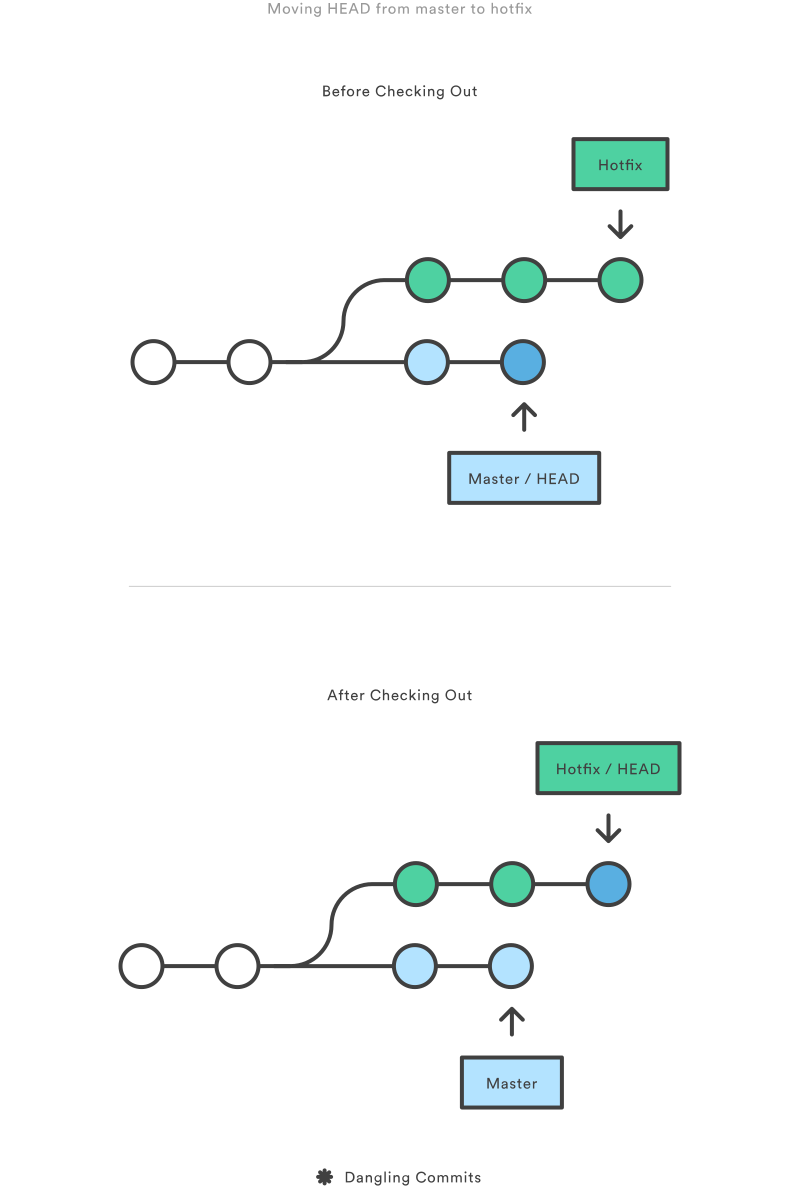 Moving HEAD from master to hotfix
Before Checking Out
Hotfix
Master / HEAD
After Checking Out
Hotfix / HEAD
Master
Dangling Commits